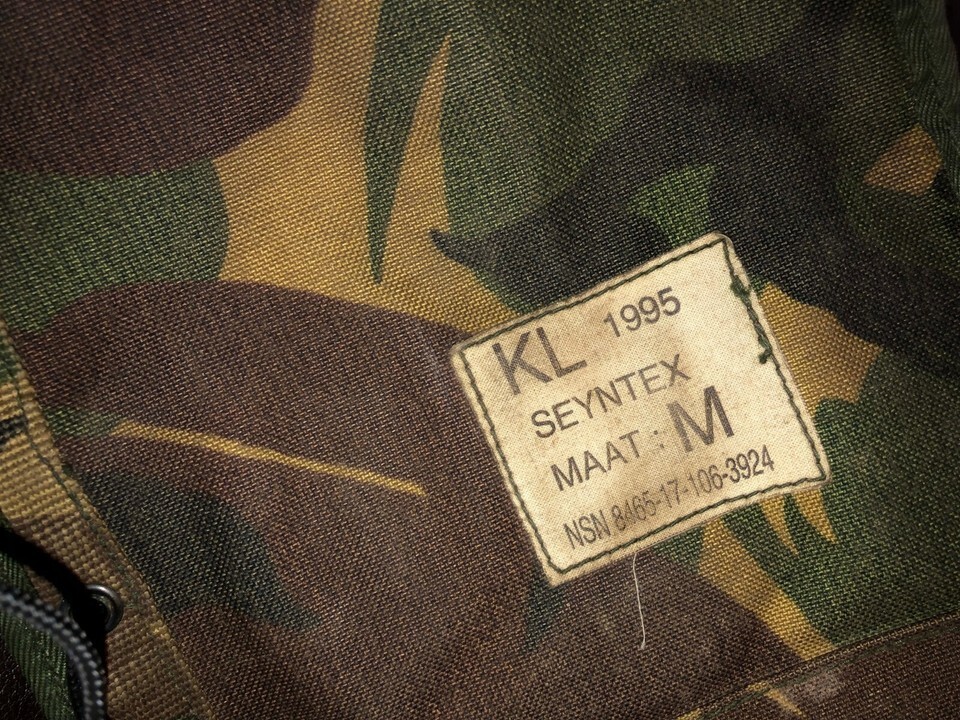 KL 1995
SEYNTEX
MAAT : M
NSN 8465-17-106-3924